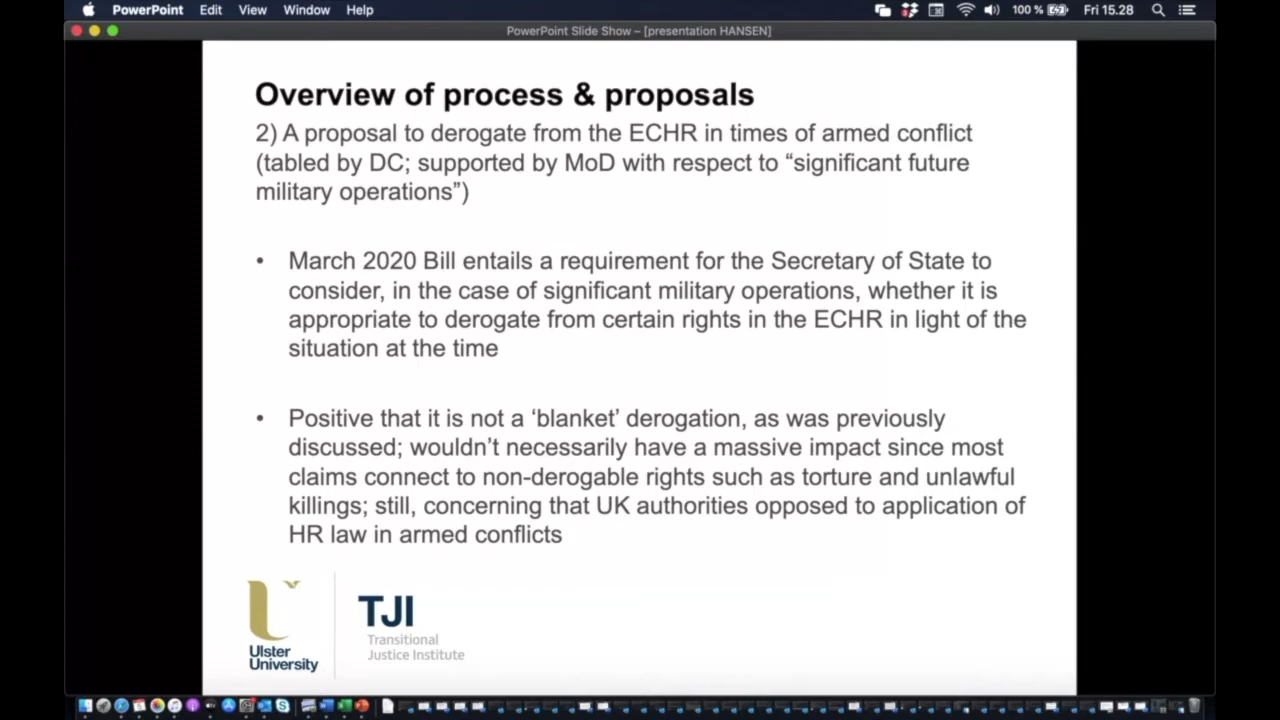 PowerPoint Edit View Window Help 100 % Fri 15.28
PowerPoint Slide Show – [presentation HANSEN]
Overview of process & proposals
2) A proposal to derogate from the ECHR in times of armed conflict
(tabled by DC; supported by MoD with respect to “significant future
military operations”)
• March 2020 Bill entails a requirement for the Secretary of State to
consider, in the case of significant military operations, whether it is
appropriate to derogate from certain rights in the ECHR in light of the
situation at the time
• Positive that it is not a ‘blanket’ derogation, as was previously
discussed; wouldn’t necessarily have a massive impact since most
claims connect to non-derogable rights such as torture and unlawful
killings; still, concerning that UK authorities opposed to application of
HR law in armed conflicts
Ulster
University
TJI
Transitional
Justice Institute